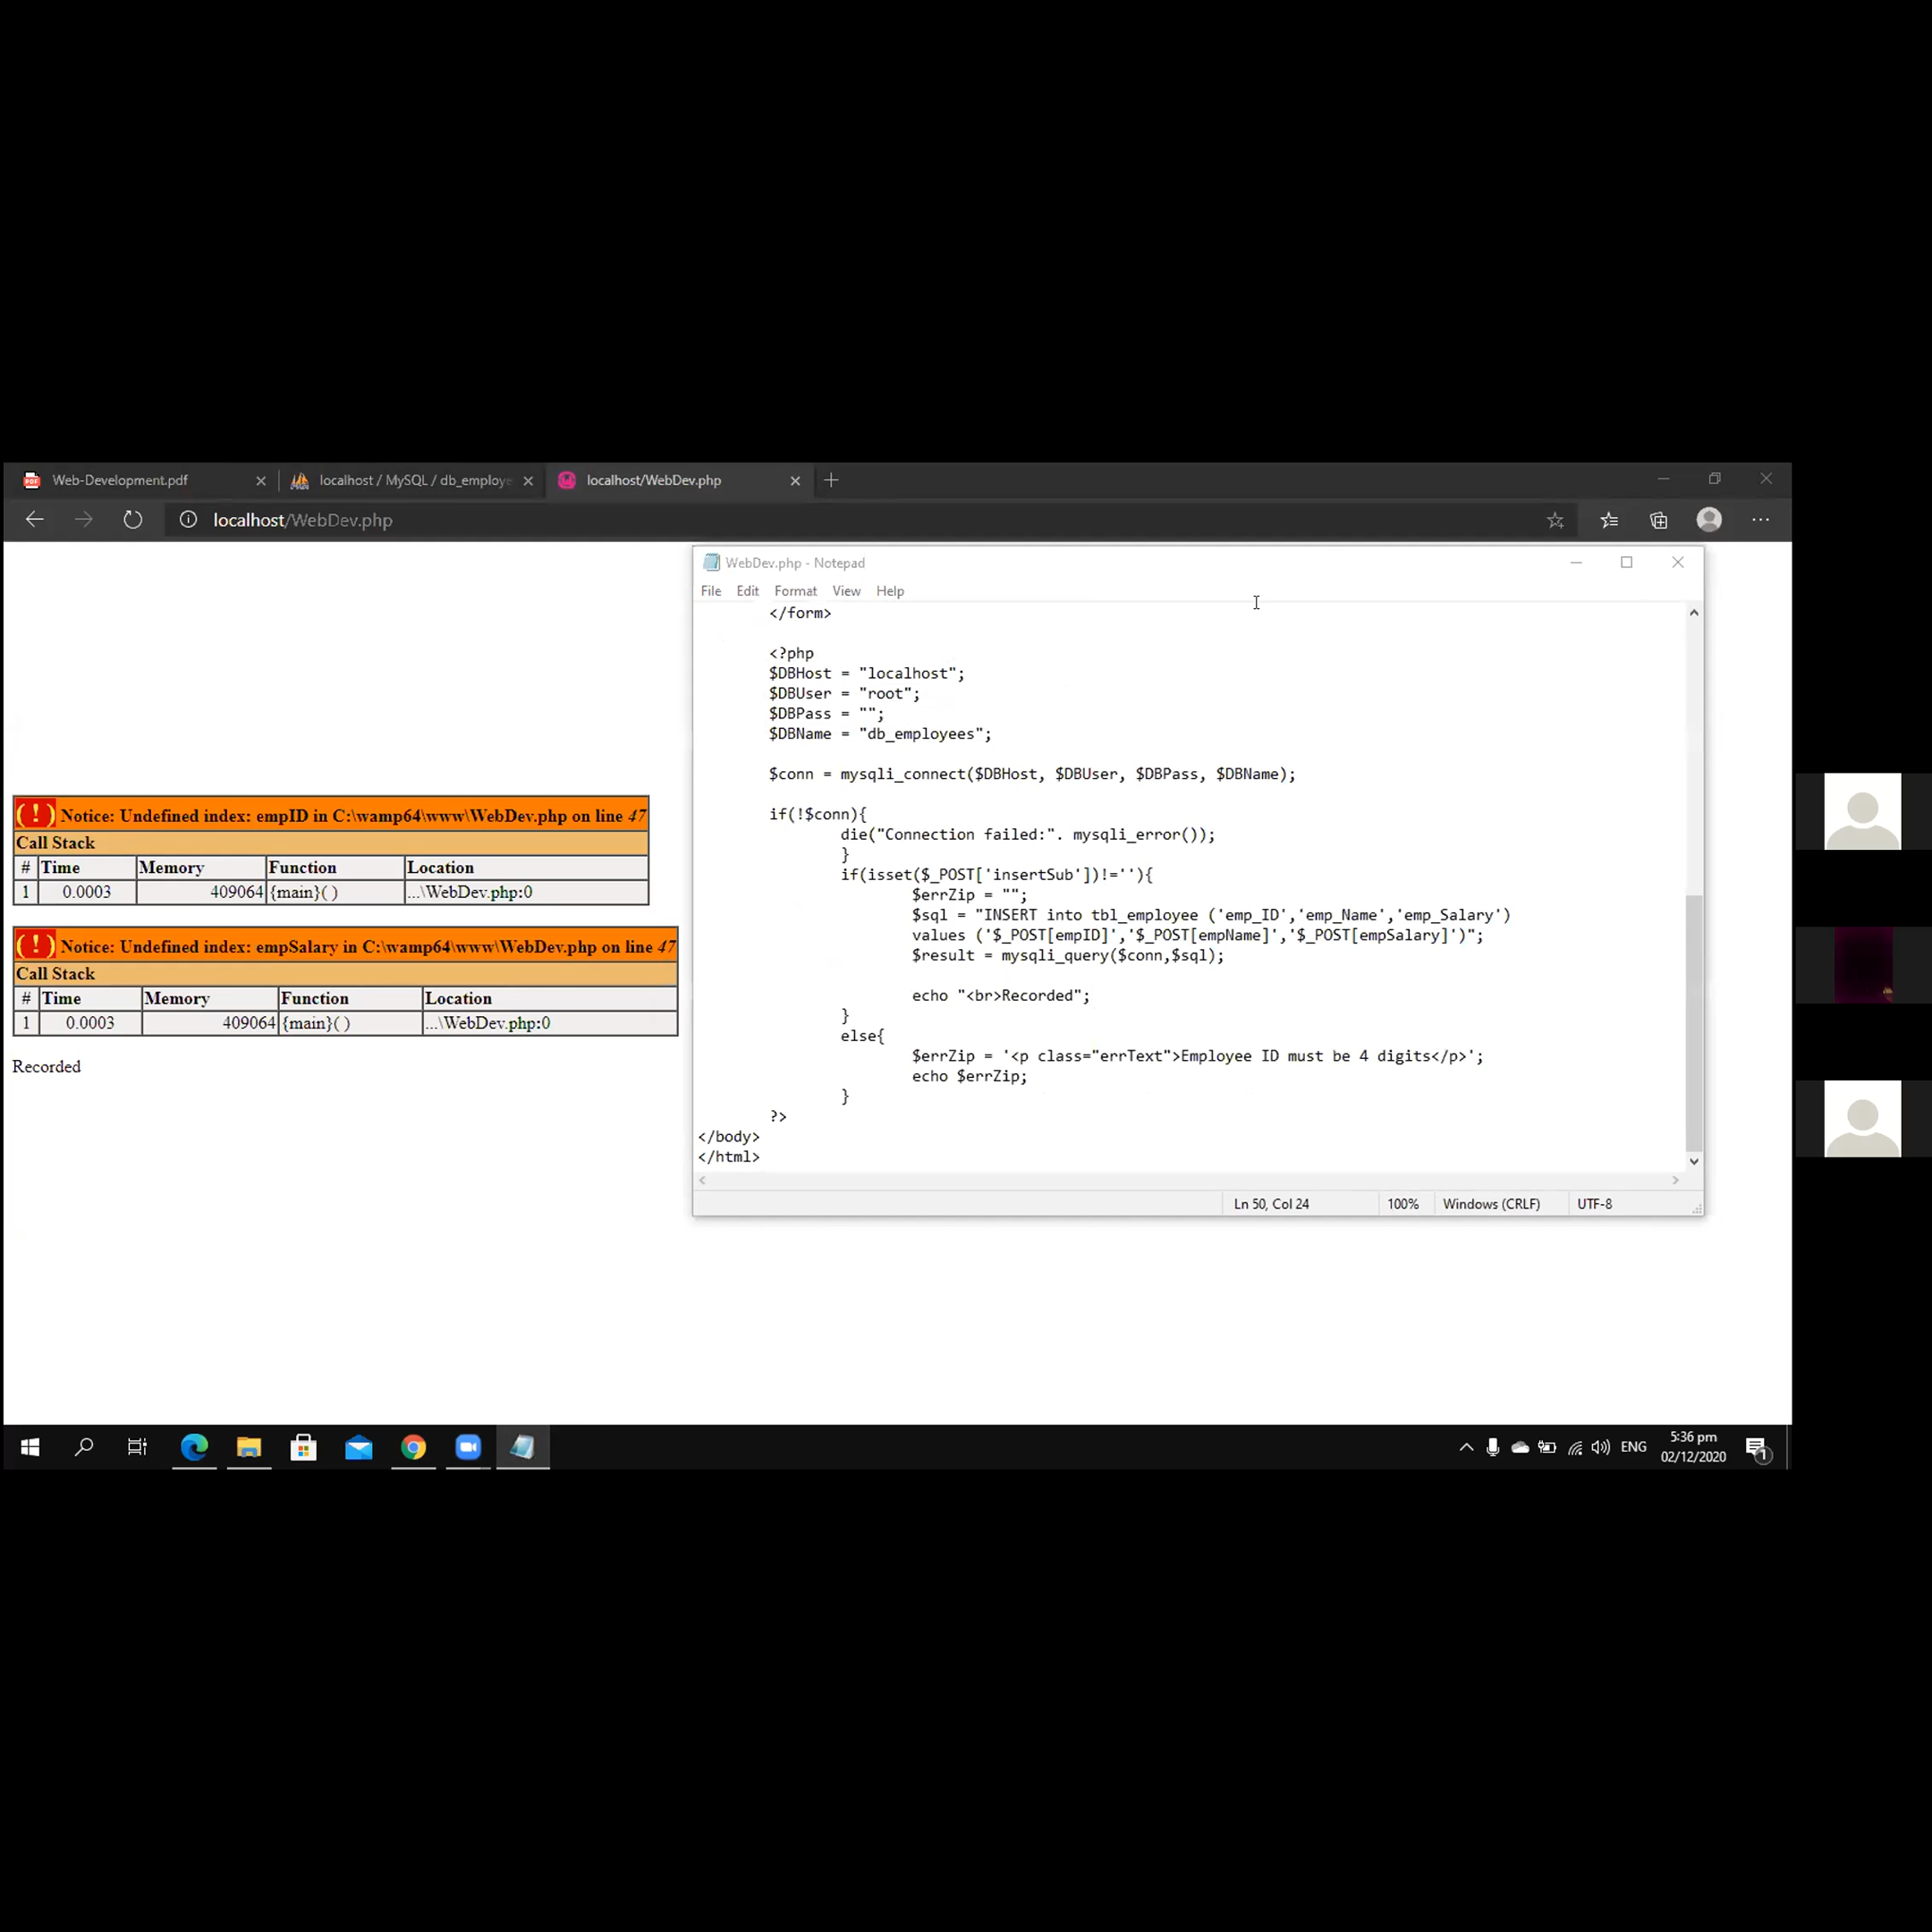 Web-Development.pdf
localhost / MySQL / db_employe
localhost/WebDev.php
localhost/WebDev.php
( ! ) Notice: Undefined index: empID in C:\wamp64\www\WebDev.php on line 47
Call Stack
# Time Memory Function Location
1 0.0003 409064 {main}( ) ...\WebDev.php:0
( ! ) Notice: Undefined index: empSalary in C:\wamp64\www\WebDev.php on line 47
Call Stack
# Time Memory Function Location
1 0.0003 409064 {main}( ) ...\WebDev.php:0
Recorded
WebDev.php - Notepad
File Edit Format View Help
</form>
<?php
$DBHost = "localhost";
$DBUser = "root";
$DBPass = "";
$DBName = "db_employees";
$conn = mysqli_connect($DBHost, $DBUser, $DBPass, $DBName);
if(!$conn){
die("Connection failed:". mysqli_error());
}
if(isset($_POST['insertSub'])!=''){
$errZip = "";
$sql = "INSERT into tbl_employee ('emp_ID','emp_Name','emp_Salary')
values ('$_POST[empID]','$_POST[empName]','$_POST[empSalary]')";
$result = mysqli_query($conn,$sql);
echo "<br>Recorded";
}
else{
$errZip = '<p class="errText">Employee ID must be 4 digits</p>';
echo $errZip;
}
?>
</body>
</html>
Ln 50, Col 24 100% Windows (CRLF) UTF-8
ENG
5:36 pm
02/12/2020
1